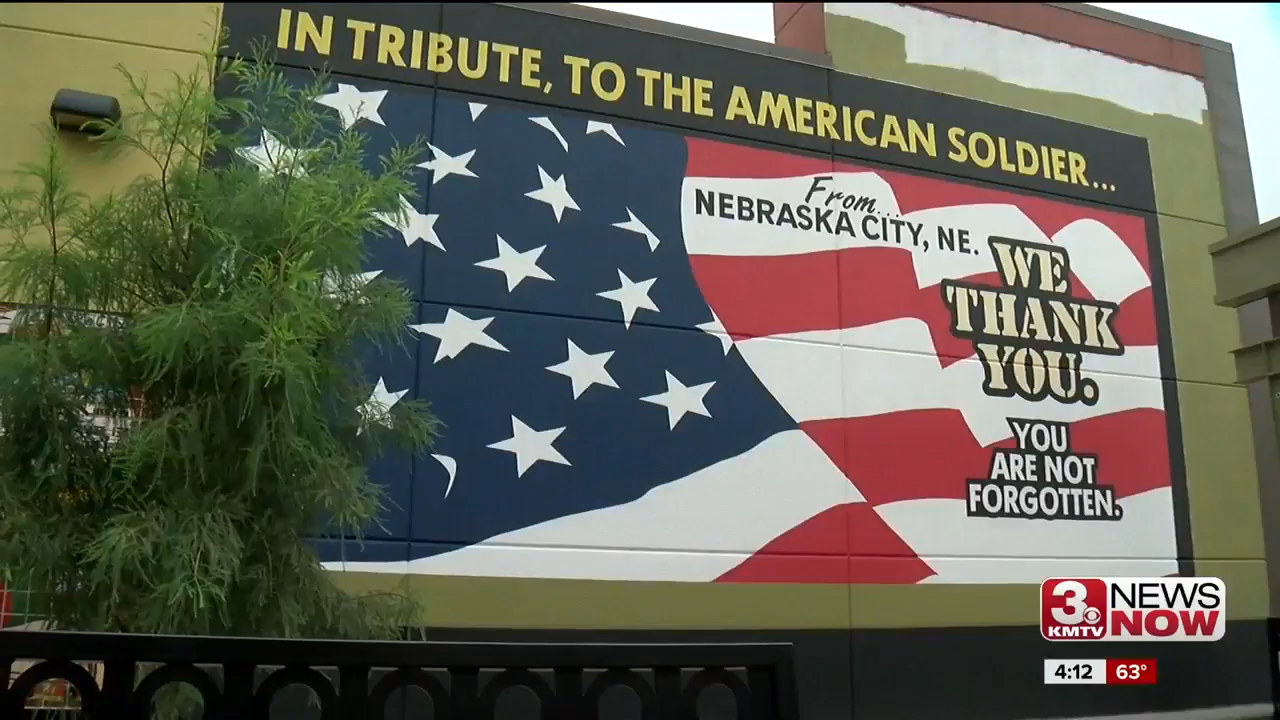 IN TRIBUTE, TO THE AMERICAN SOLDIER...
From...
NEBRASKA CITY, NE.
WE
THANK
YOU.
YOU
ARE NOT
FORGOTTEN.
3 NEWS
KMTV NOW
4:12 63°